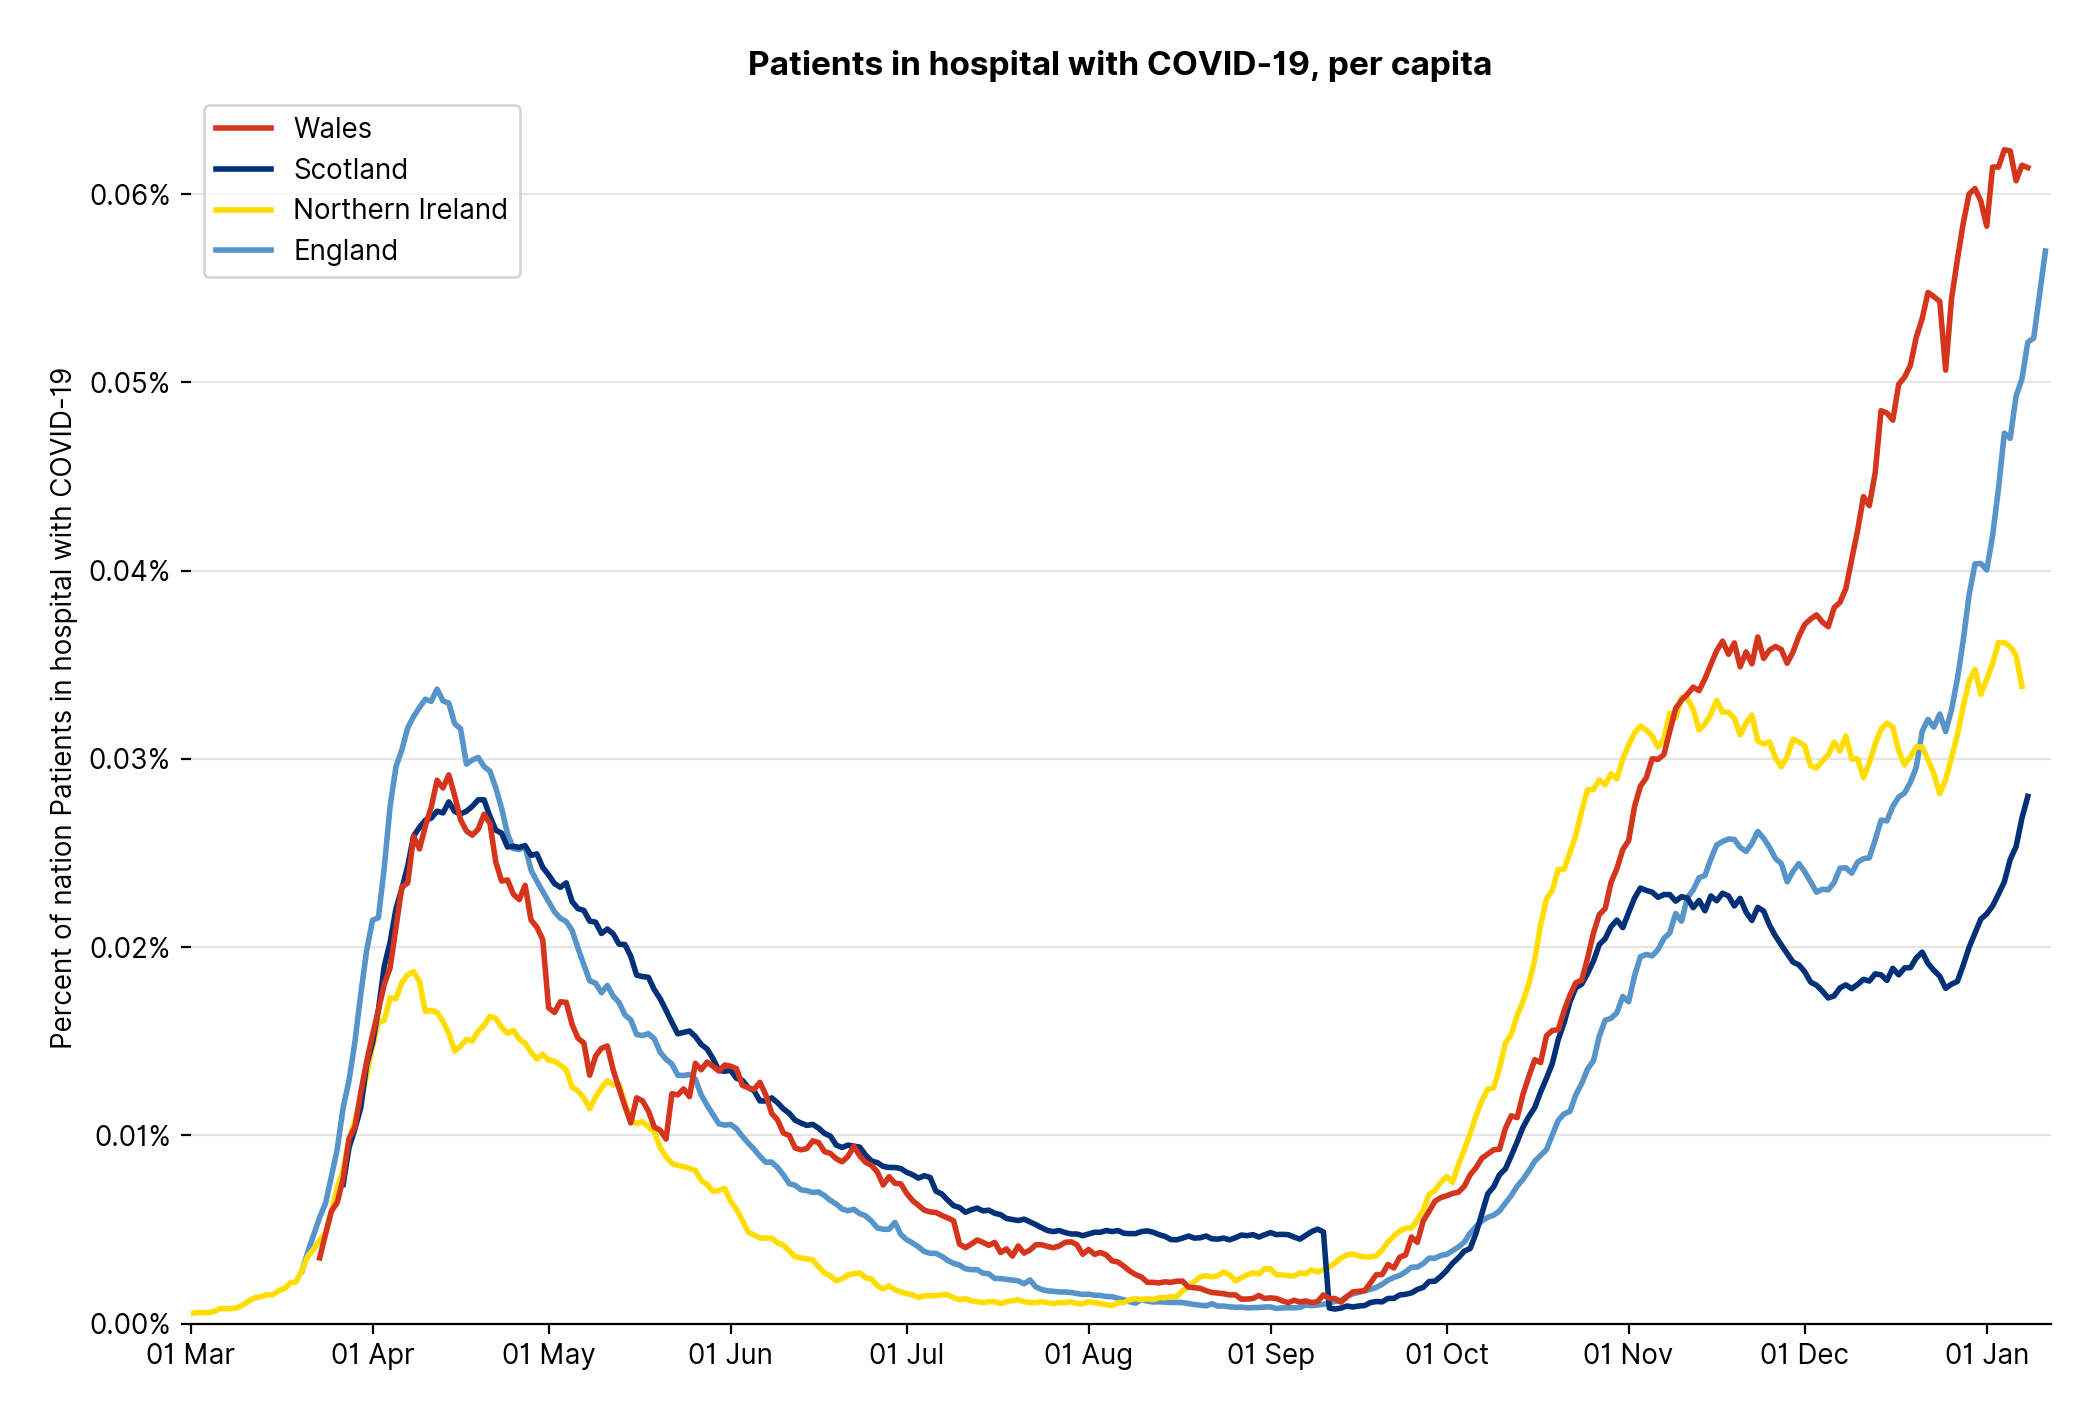 Patients in hospital with COVID-19, per capita
Wales
Scotland
Northern Ireland
England
Percent of nation Patients in hospital with COVID-19
0.06%
0.05%
0.04%
0.03%
0.02%
0.01%
0.00%
01 Mar
01 Apr
01 May
01 Jun
01 Jul
01 Aug
01 Sep
01 Oct
01 Nov
01 Dec
01 Jan